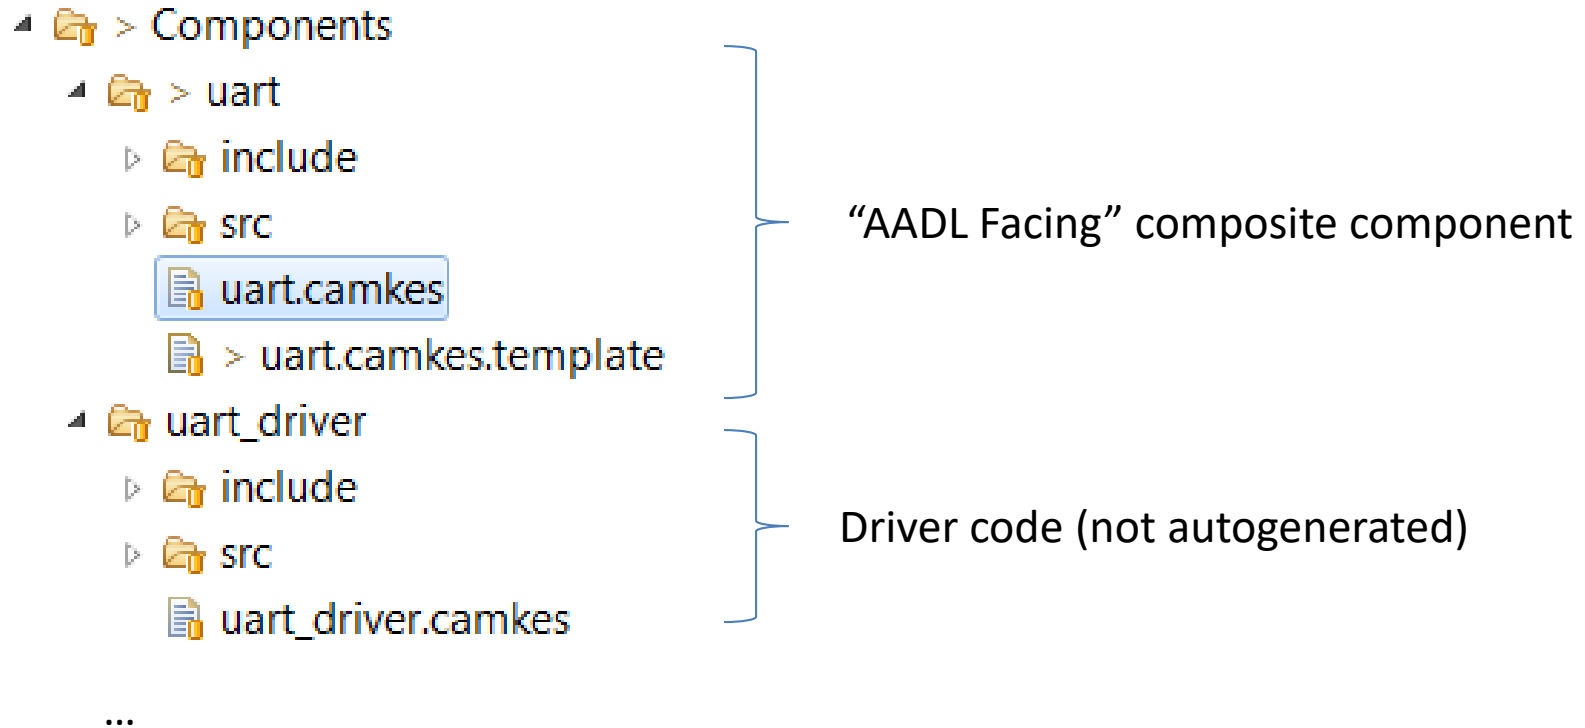 > Components
> uart
include
src
uart.camkes
> uart.camkes.template
uart_driver
include
src
uart_driver.camkes
...
“AADL Facing” composite component
Driver code (not autogenerated)